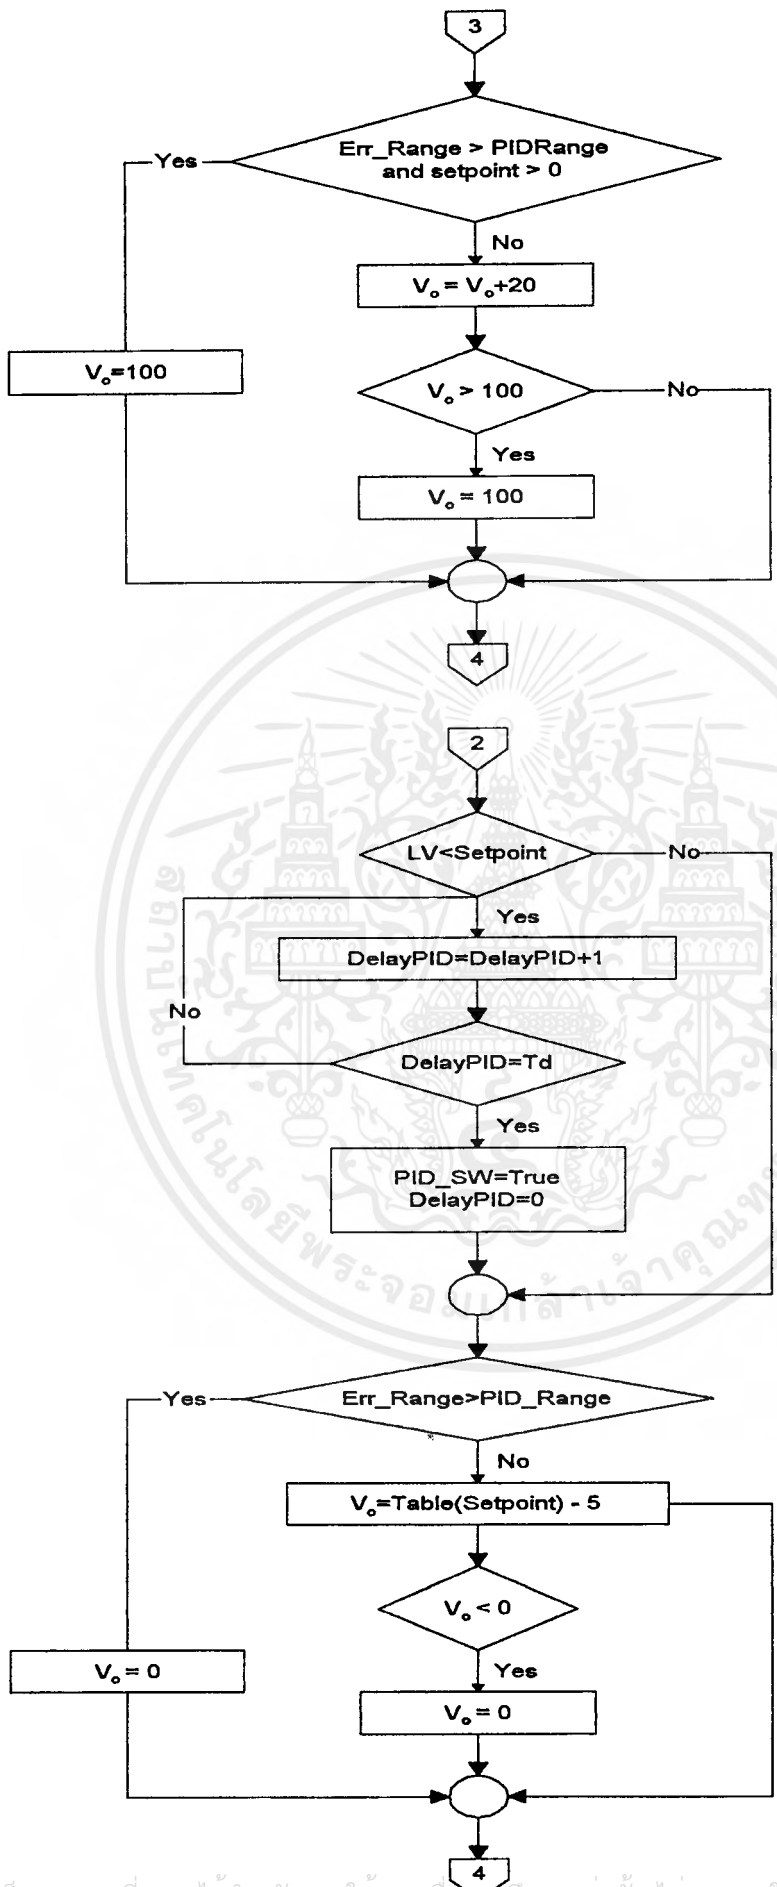 3
Err_Range > PIDRange
and setpoint > 0
Yes
No
Vo = Vo+20
Vo=100
Vo > 100
No
Yes
Vo = 100
4
2
LV<Setpoint
No
Yes
DelayPID=DelayPID+1
No
DelayPID=Td
Yes
PID_SW=True
DelayPID=0
Err_Range>PID_Range
Yes
No
Vo=Table(Setpoint) - 5
Vo < 0
Vo = 0
Yes
Vo = 0
4